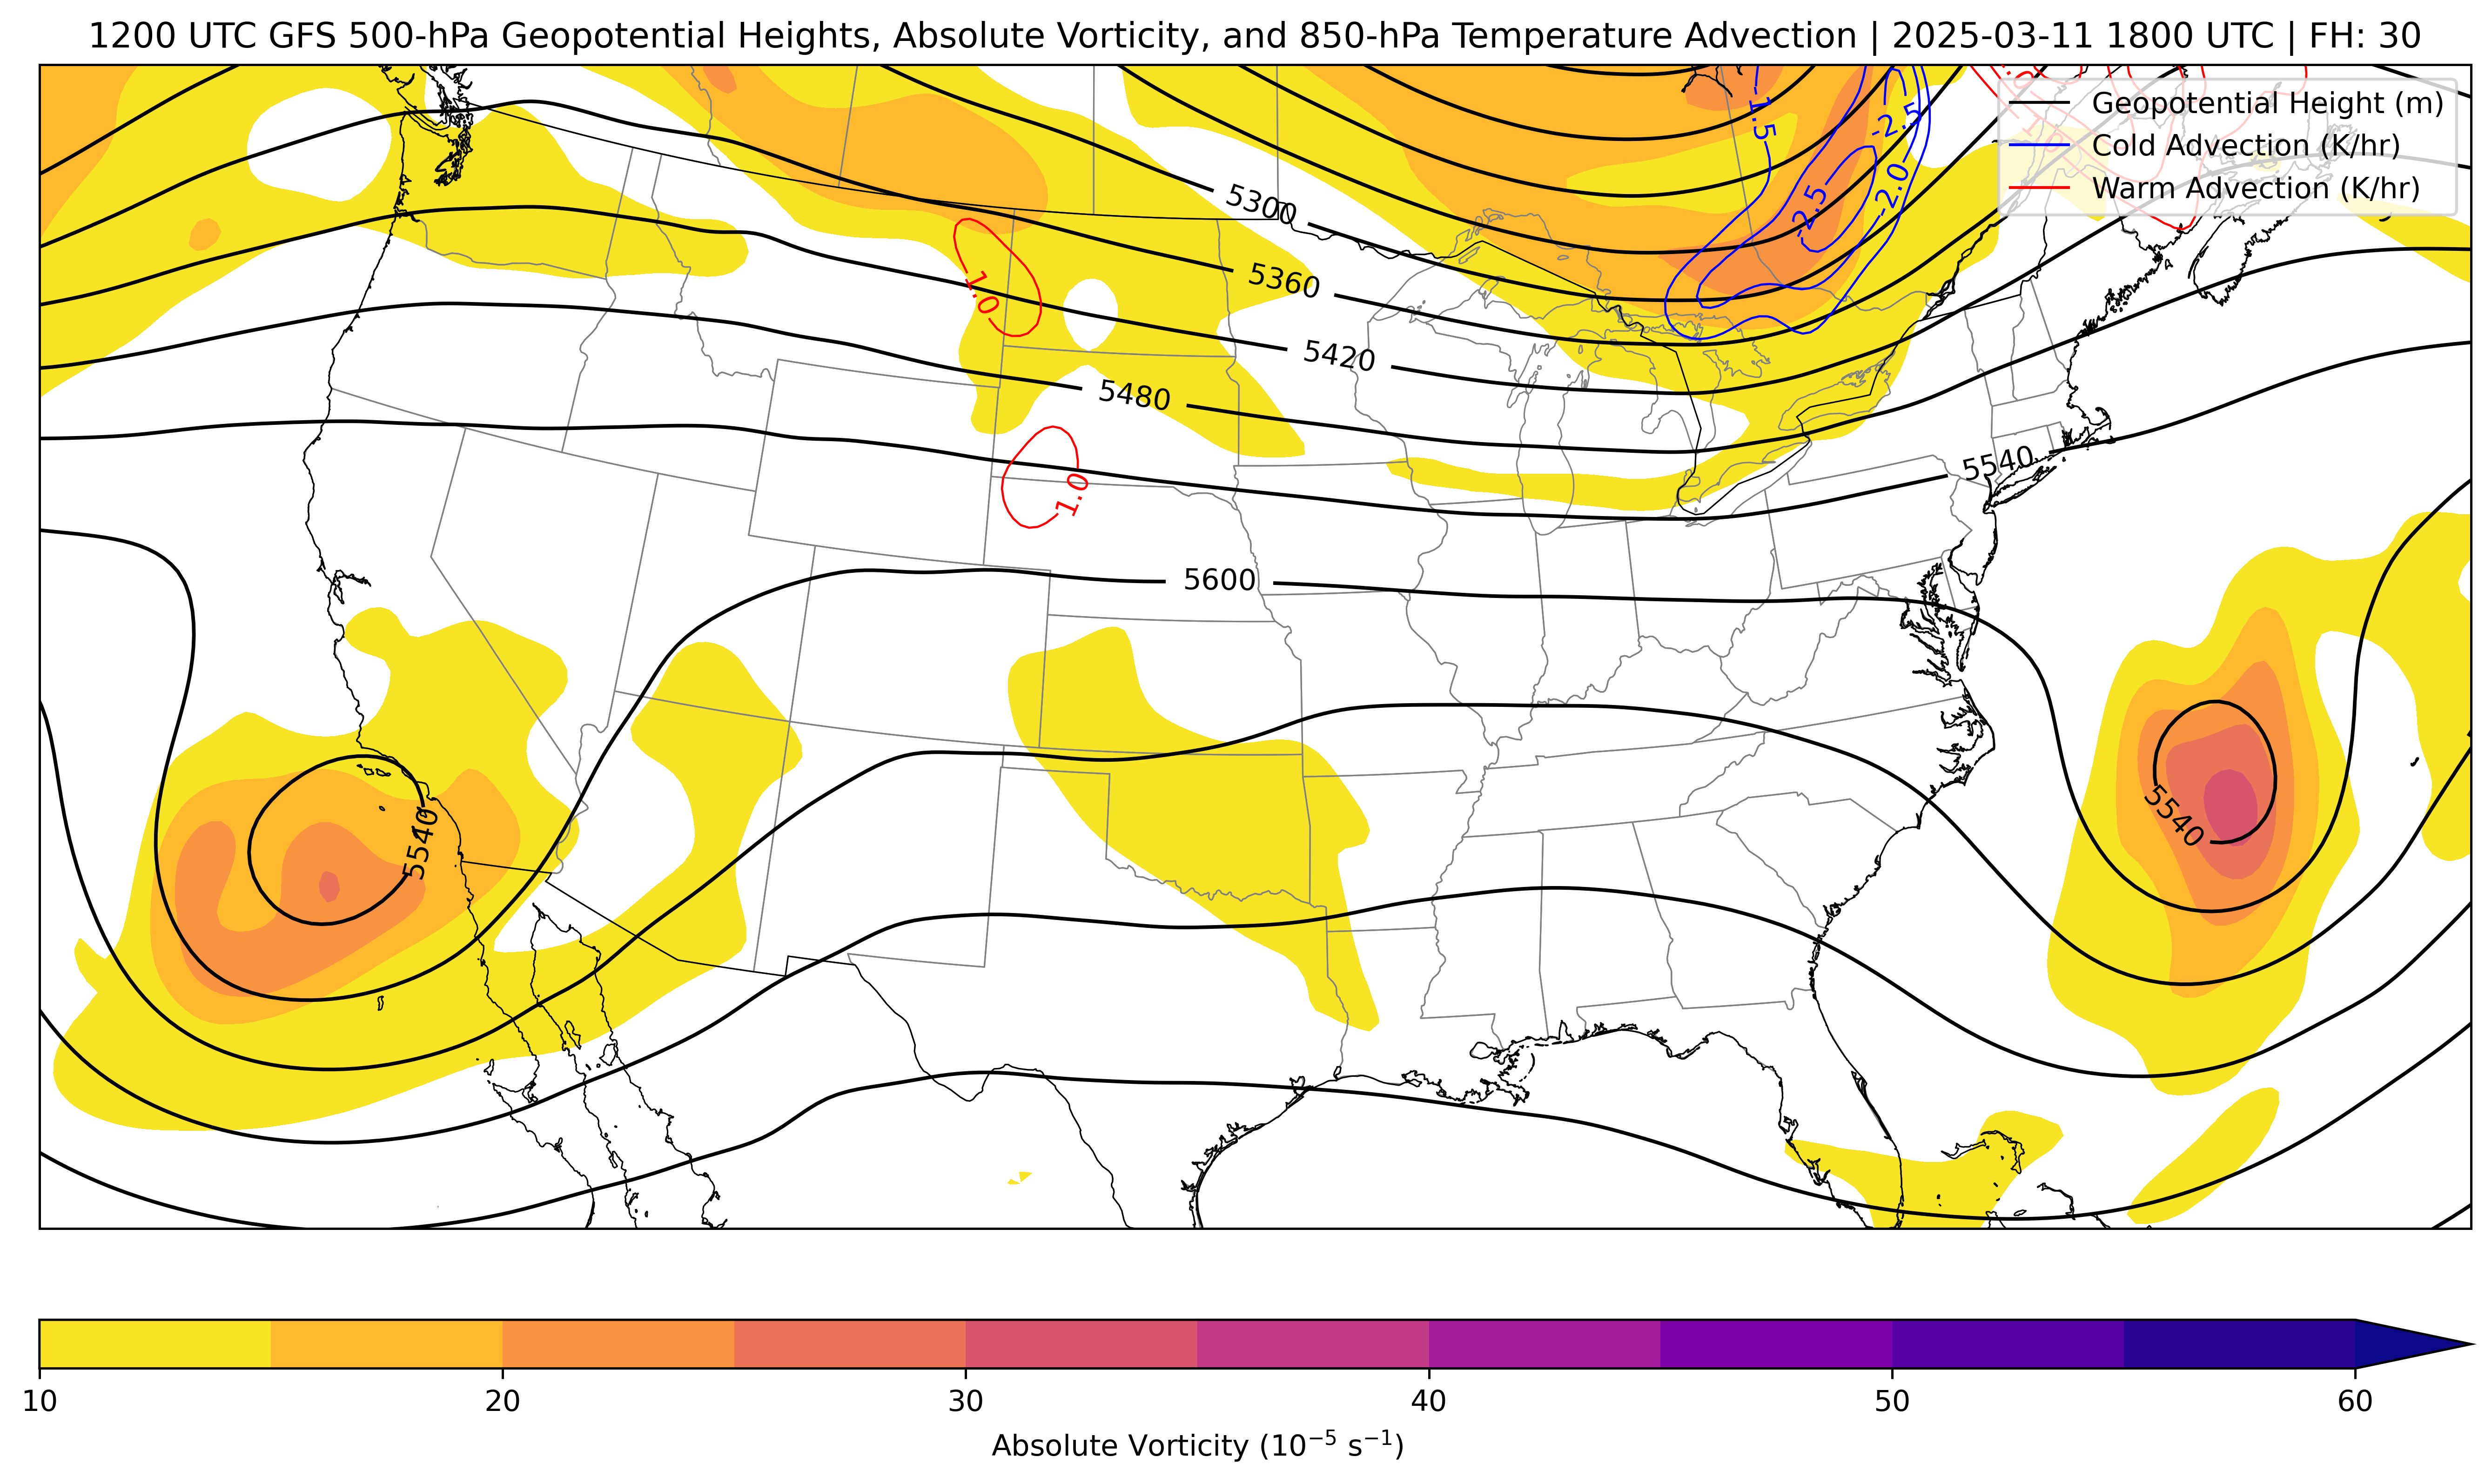 1200 UTC GFS 500-hPa Geopotential Heights, Absolute Vorticity, and 850-hPa Temperature Advection | 2025-03-11 1800 UTC | FH: 30
Geopotential Height (m)
Cold Advection (K/hr)
Warm Advection (K/hr)
-1.5
-2.5
-2.5
-2.0
5300
5360
5420
5480
1.0
1.0
5540
5600
5540
5540
10 20 30 40 50 60
Absolute Vorticity (10⁻⁵ s⁻¹)